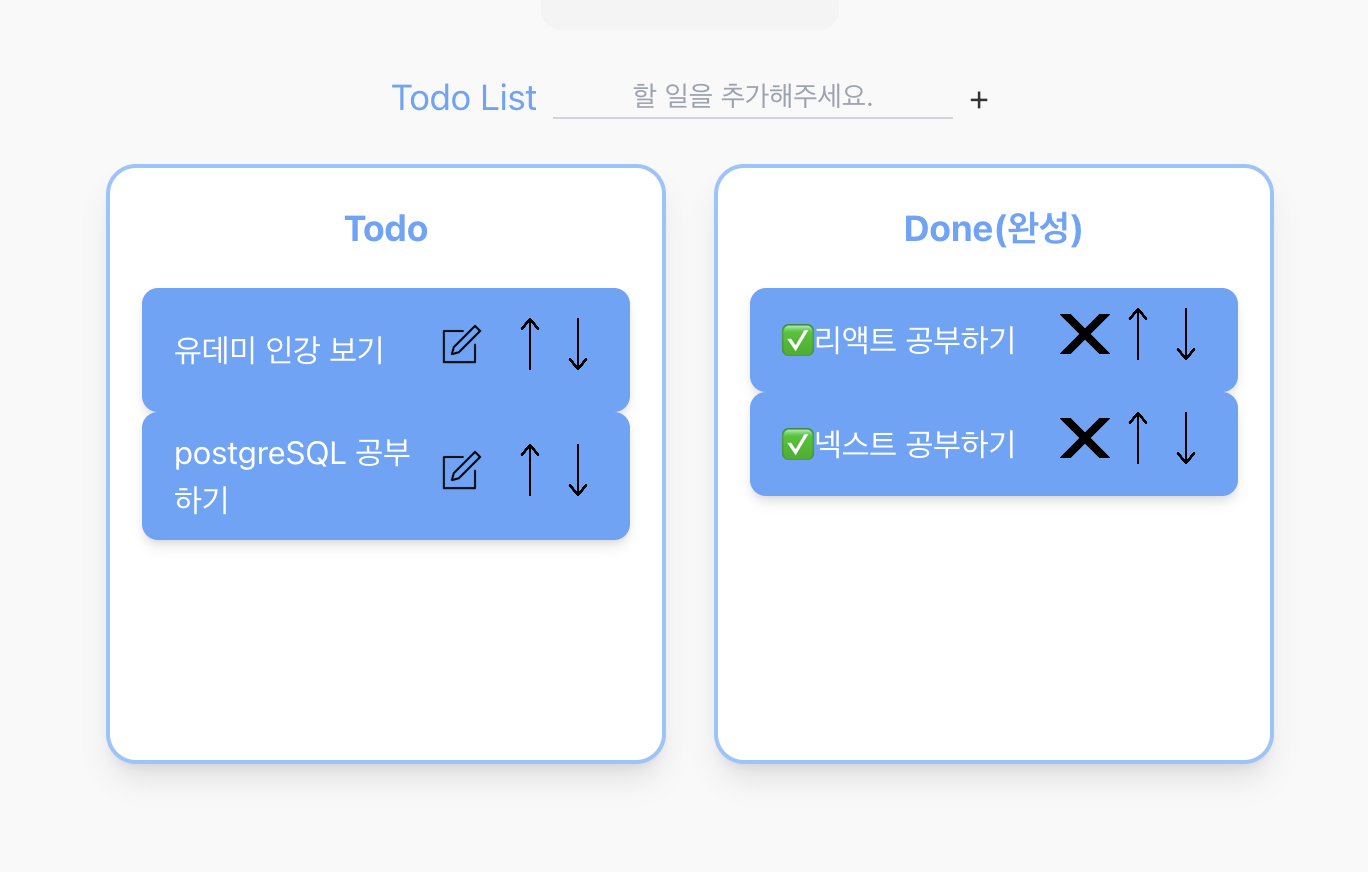 Todo List 할 일을 추가해주세요. +
Todo
유데미 인강 보기
postgreSQL 공부
하기
Done(완성)
✅리액트 공부하기
✅넥스트 공부하기